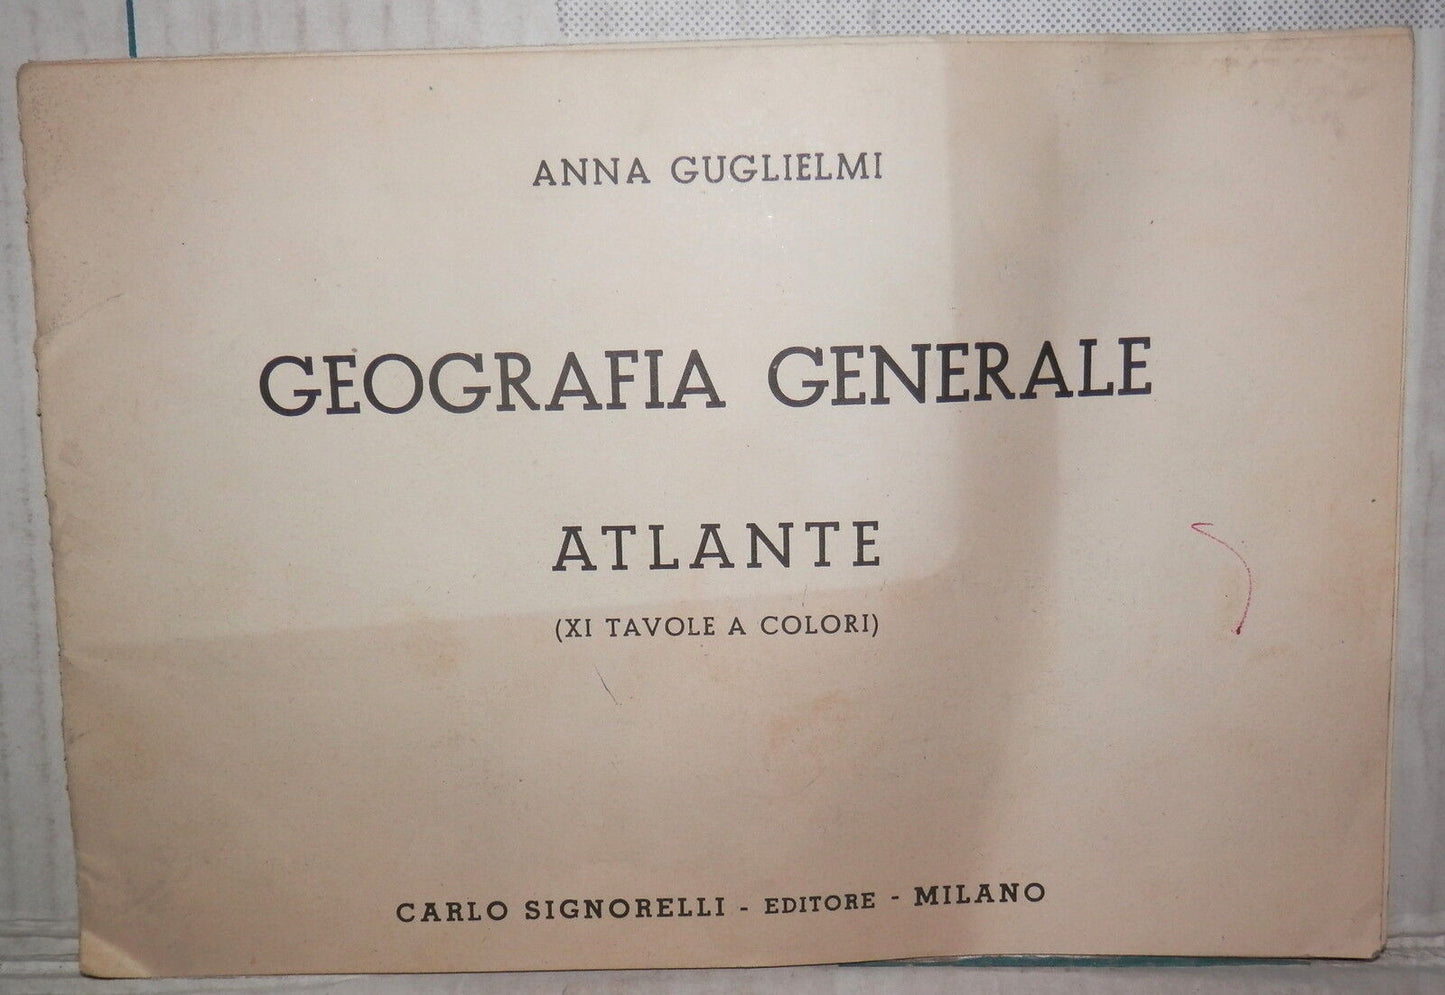 ANNA GUGLIELMI
GEOGRAFIA GENERALE
ATLANTE
(XI TAVOLE A COLORI)
CARLO SIGNORELLI - EDITORE - MILANO